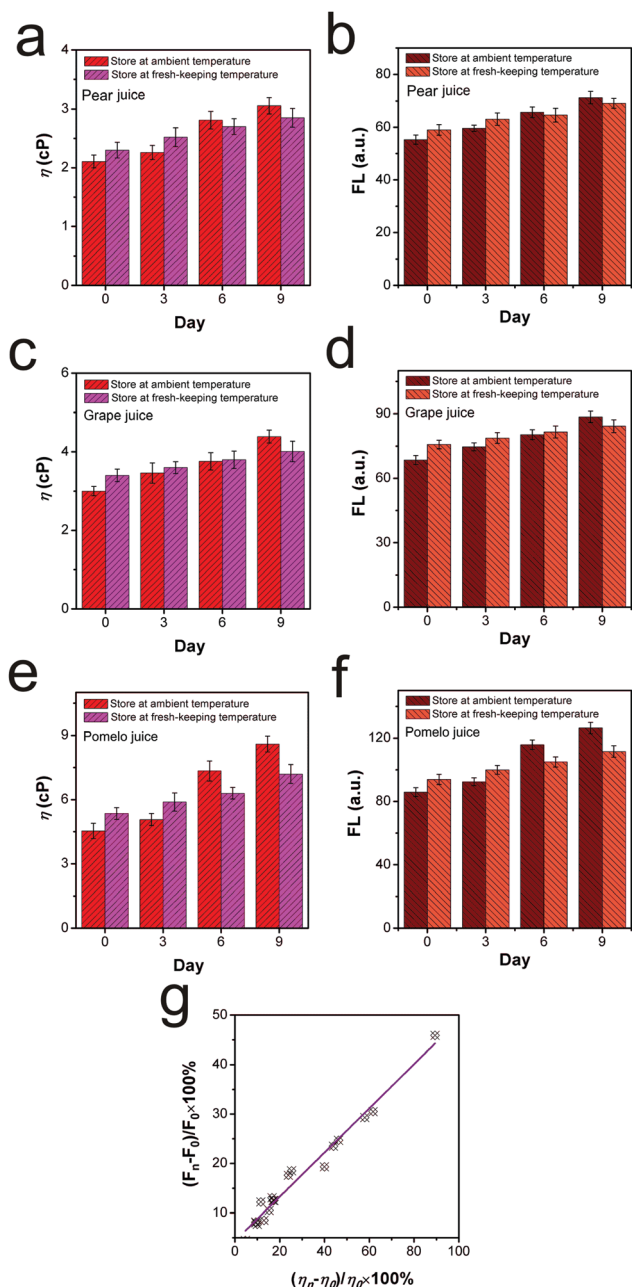 a
Store at ambient temperature
Store at fresh-keeping temperature
Pear juice
η (cP)
4
3
2
1
0
0 3 6 9
Day
b
Store at ambient temperature
Store at fresh-keeping temperature
Pear juice
FL (a.u.)
80
60
40
20
0
0 3 6 9
Day
c
Store at ambient temperature
Store at fresh-keeping temperature
Grape juice
η (cP)
6
4
3
1
0
0 3 6 9
Day
d
Store at ambient temperature
Store at fresh-keeping temperature
Grape juice
FL (a.u.)
90
60
30
0
0 3 6 9
Day
e
Store at ambient temperature
Store at fresh-keeping temperature
Pomelo juice
η (cP)
9
6
4
2
0
0 3 6 9
Day
f
Store at ambient temperature
Store at fresh-keeping temperature
Pomelo juice
FL (a.u.)
120
80
40
0
0 3 6 9
Day
g
(Fn-F0)/F0×100%
50
40
30
20
10
0 20 40 60 80 100
(ηn-η0)/η0×100%